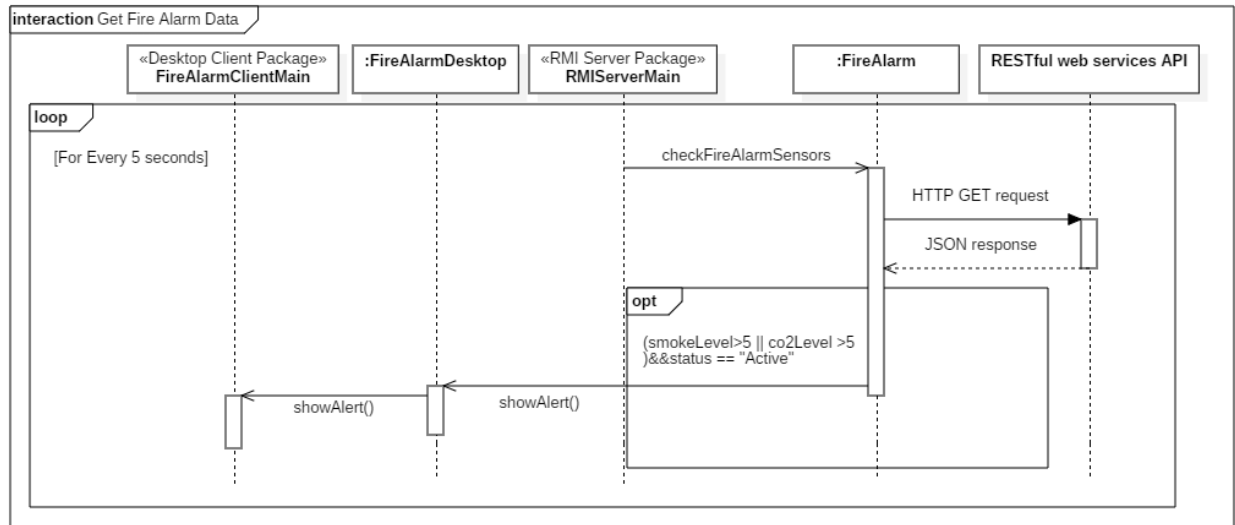 interaction Get Fire Alarm Data
«Desktop Client Package»
FireAlarmClientMain
:FireAlarmDesktop
«RMI Server Package»
RMIServerMain
:FireAlarm
RESTful web services API
loop
[For Every 5 seconds]
checkFireAlarmSensors
HTTP GET request
JSON response
opt
(smokeLevel>5 || co2Level >5
)&&status == "Active"
showAlert()
showAlert()